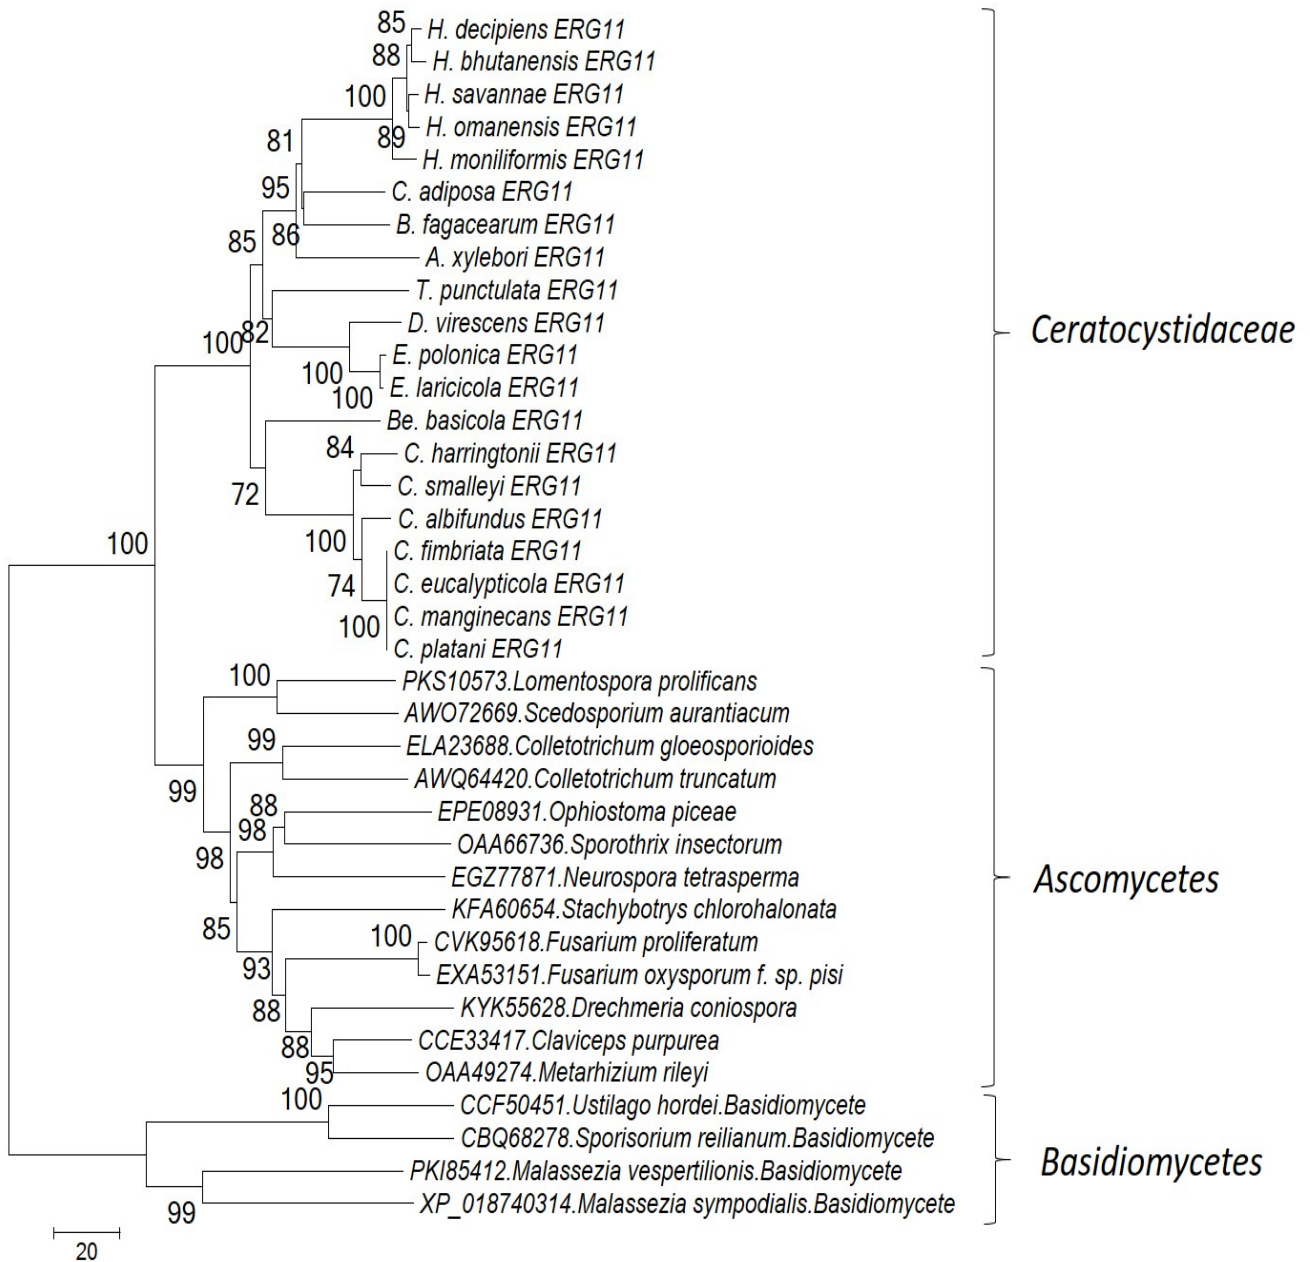 85
H. decipiens ERG11
88
H. bhutanensis ERG11
100
H. savannae ERG11
89
H. omanensis ERG11
81
H. moniliformis ERG11
95
C. adiposa ERG11
86
B. fagacearum ERG11
85
A. xylebori ERG11
T. punctulata ERG11
82
D. virescens ERG11
100
Ceratocystidaceae
E. polonica ERG11
100
E. laricicola ERG11
100
Be. basicola ERG11
84
C. harringtonii ERG11
72
C. smalleyi ERG11
C. albifundus ERG11
100
C. fimbriata ERG11
100
74
C. eucalypticola ERG11
100
C. manginecans ERG11
C. platani ERG11
100
PKS10573.Lomentospora prolificans
AWO72669.Scedosporium aurantiacum
99
ELA23688.Colletotrichum gloeosporioides
99
AWQ64420.Colletotrichum truncatum
88
EPE08931.Ophiostoma piceae
98
OAA66736.Sporothrix insectorum
98
EGZ77871.Neurospora tetrasperma
Ascomycetes
KFA60654.Stachybotrys chlorohalonata
85
100
CVK95618.Fusarium proliferatum
93
EXA53151.Fusarium oxysporum f. sp. pisi
88
KYK55628.Drechmeria coniospora
88
CCE33417.Claviceps purpurea
95
OAA49274.Metarhizium rileyi
100
CCF50451.Ustilago hordei.Basidiomycete
CBQ68278.Sporisorium reilianum.Basidiomycete
Basidiomycetes
PKI85412.Malassezia vespertilionis.Basidiomycete
99
XP_018740314.Malassezia sympodialis.Basidiomycete
20